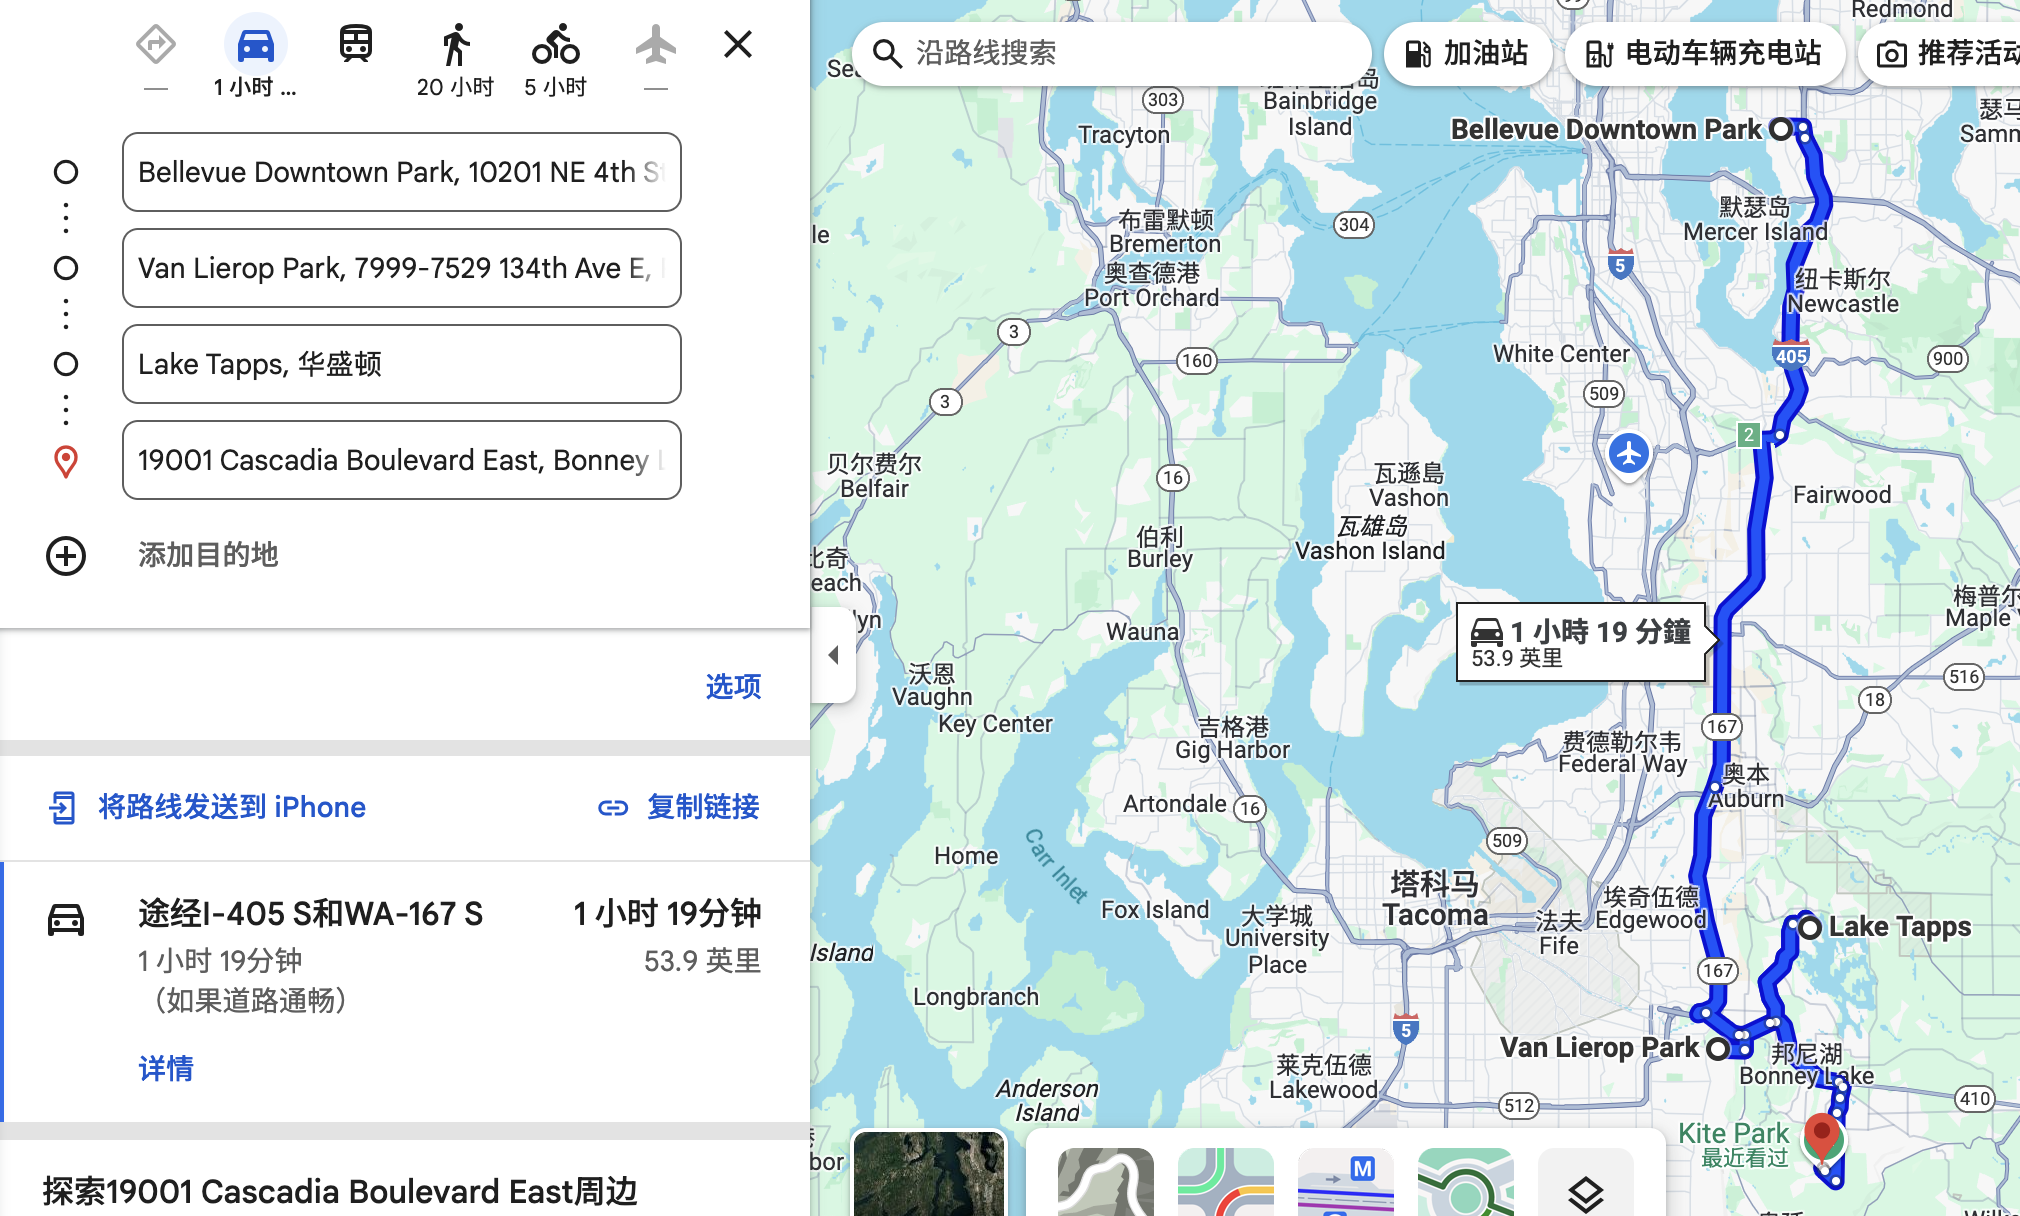 1 小时 ...
20 小时
5 小时
Bellevue Downtown Park, 10201 NE 4th St
Van Lierop Park, 7999-7529 134th Ave E,
Lake Tapps, 华盛顿
19001 Cascadia Boulevard East, Bonney L
添加目的地
选项
将路线发送到 iPhone
复制链接
途经I-405 S和WA-167 S
1 小时 19分钟
1 小时 19分钟
53.9 英里
（如果道路通畅）
详情
探索19001 Cascadia Boulevard East周边
沿路线搜索
加油站
电动车辆充电站
推荐活动
Redmond
Sea
303
Bainbridge
Island
Tracyton
Bellevue Downtown Park
瑟马
Samm
le
布雷默顿
Bremerton
304
默瑟岛
Mercer Island
5
奥查德港
Port Orchard
纽卡斯尔
Newcastle
3
160
White Center
405
900
3
509
2
贝尔费尔
Belfair
16
瓦遜島
Vashon
Fairwood
瓦雄岛
Vashon Island
伯利
Burley
比奇
each
lyn
Wauna
1 小時 19 分鐘
53.9 英里
梅普尔
Maple V
沃恩
Vaughn
516
18
Key Center
吉格港
Gig Harbor
167
费德勒尔韦
Federal Way
奥本
Auburn
Artondale
16
509
Home
Carr Inlet
塔科马
Tacoma
埃奇伍德
Edgewood
Fox Island
大学城
University
Place
法夫
Fife
Lake Tapps
Island
167
Longbranch
5
Van Lierop Park
邦尼湖
Bonney Lake
莱克伍德
Lakewood
Anderson
Island
512
410
Kite Park
最近看过
bor
M